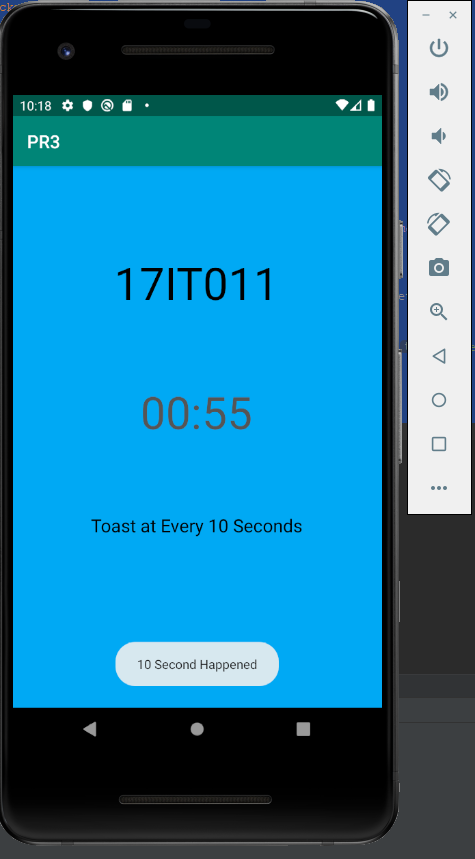 10:18
PR3
17IT011
00:55
Toast at Every 10 Seconds
10 Second Happened